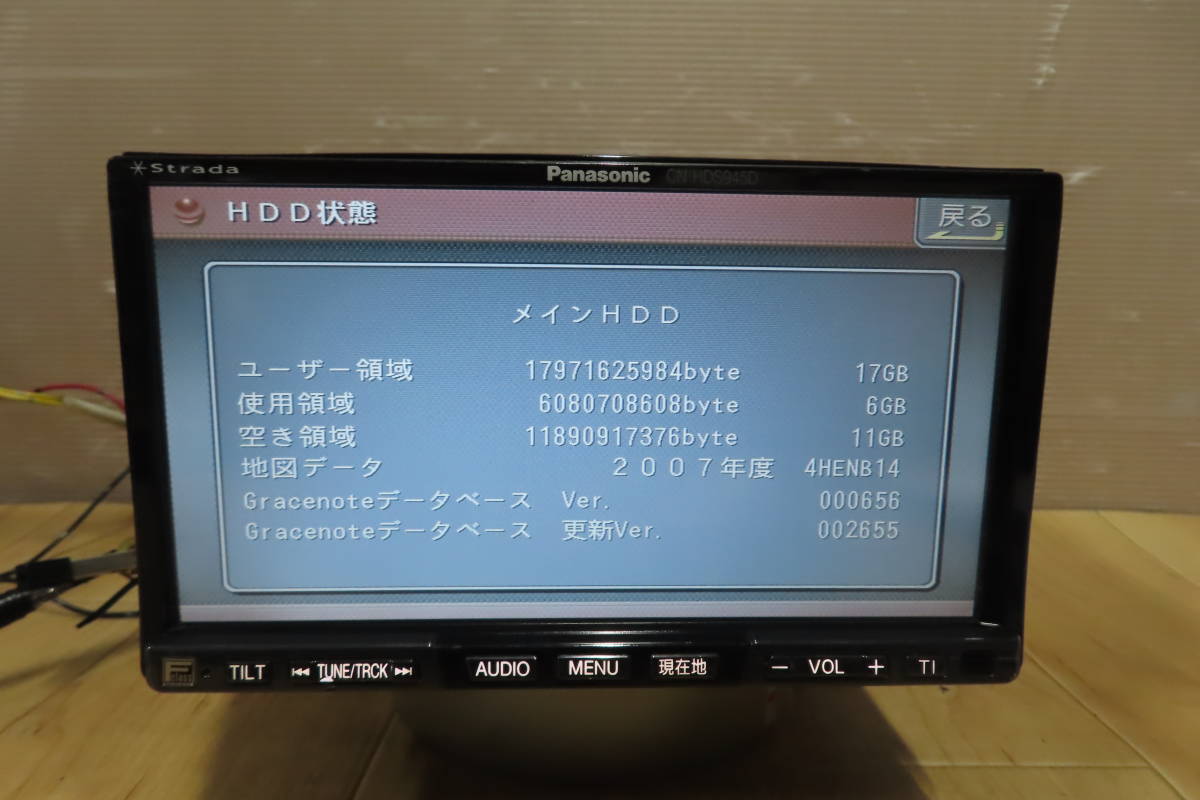 Strada
Panasonic CN-HDS945D
HDD状態 戻る
メインHDD
ユーザー領域 17971625984byte 17GB
使用領域 6080708608byte 6GB
空き領域 11890917376byte 11GB
地図データ 2007年度 4HENB14
Gracenoteデータベース Ver. 000656
Gracenoteデータベース 更新Ver. 002655
TILT TUNE/TRCK AUDIO MENU 現在地 − VOL + TI